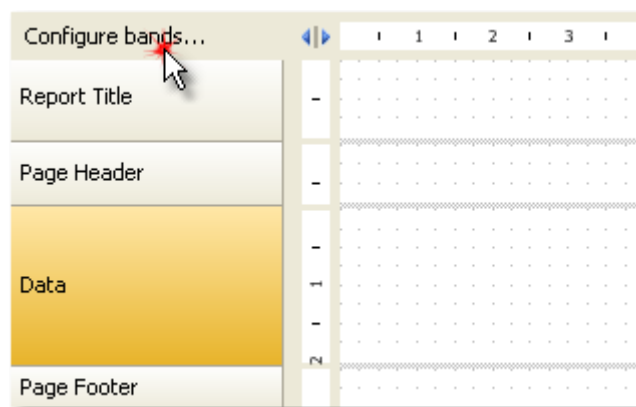 Configure bands...
1 2 3
Report Title
Page Header
Data
1
2
Page Footer